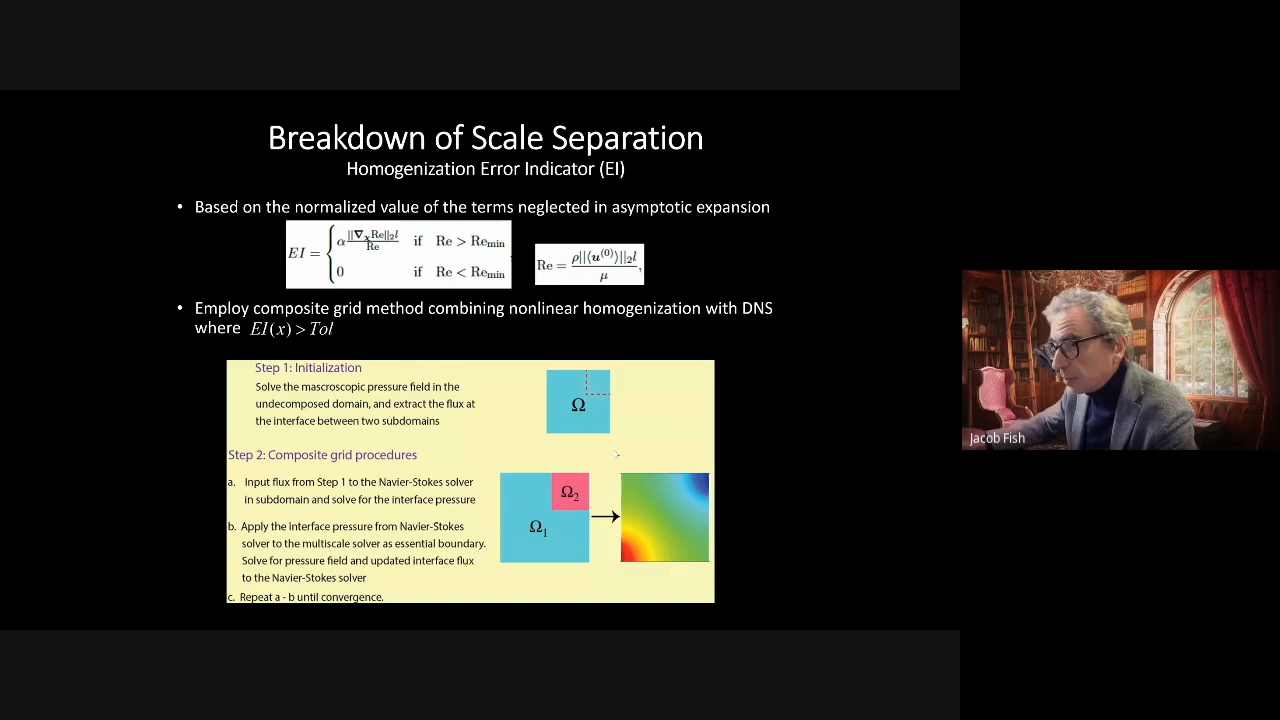 Breakdown of Scale Separation
Homogenization Error Indicator (EI)
• Based on the normalized value of the terms neglected in asymptotic expansion
EI = { α ||∇ₓRe||₂l / Re if Re > Re_min
0 if Re < Re_min
Re = ρ||⟨u⁽⁰⁾⟩||₂l / μ,
• Employ composite grid method combining nonlinear homogenization with DNS
where EI(x) > Tol
Step 1: Initialization
Solve the macroscopic pressure field in the
undecomposed domain, and extract the flux at
the interface between two subdomains
Ω
Step 2: Composite grid procedures
a. Input flux from Step 1 to the Navier-Stokes solver
in subdomain and solve for the interface pressure
b. Apply the interface pressure from Navier-Stokes
solver to the multiscale solver as essential boundary.
Solve for pressure field and updated interface flux
to the Navier-Stokes solver
c. Repeat a - b until convergence.
Ω₂
Ω₁
Jacob Fish